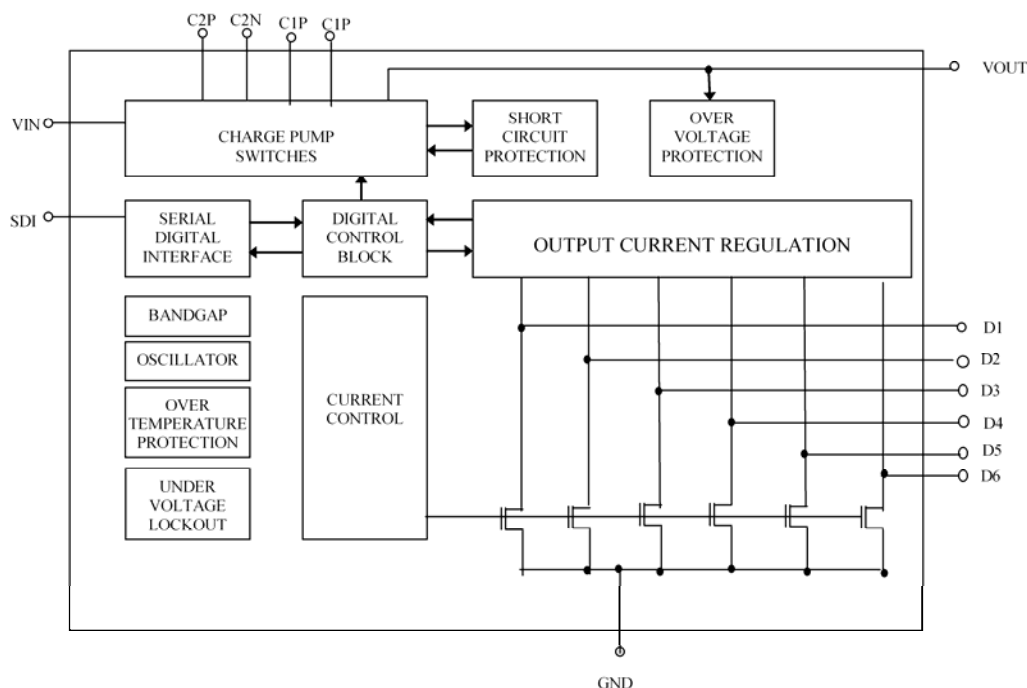 C2P C2N C1P C1P
VOUT
VIN
CHARGE PUMP
SWITCHES
SHORT
CIRCUIT
PROTECTION
OVER
VOLTAGE
PROTECTION
SDI
SERIAL
DIGITAL
INTERFACE
DIGITAL
CONTROL
BLOCK
OUTPUT CURRENT REGULATION
BANDGAP
OSCILLATOR
OVER
TEMPERATURE
PROTECTION
UNDER
VOLTAGE
LOCKOUT
CURRENT
CONTROL
D1
D2
D3
D4
D5
D6
GND